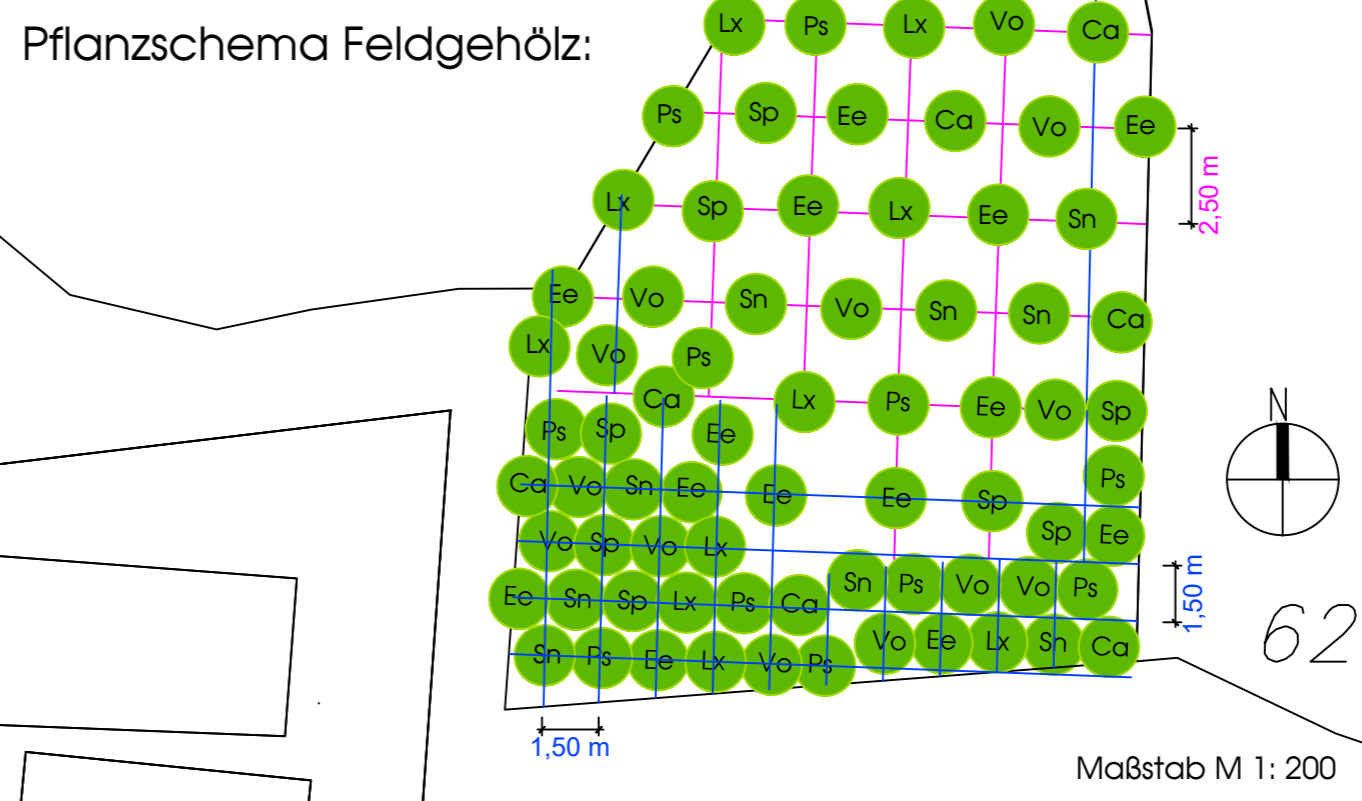 Pflanzschema Feldgehölz:
Lx Ps Lx Vo Ca
Ps Sp Ee Ca Vo Ee
2,50 m
Lx Sp Ee Lx Ee Sn
Ee Vo Sn Vo Sn Sn Ca
Lx Vo Ps
Ca Lx Ps Ee Vo Sp
N
Ps Sp Ee
Ps
Ca Vo Sn Ee Ee Ee Sp
Sp Ee
Vo Sp Vo Lx
Sn Ps Vo Vo Ps
1,50 m
Ee Sn Sp Lx Ps Ca
Vo Ee Lx Sn Ca
62
Sn Ps Ee Lx Vo Ps
1,50 m
Maßstab M 1: 200